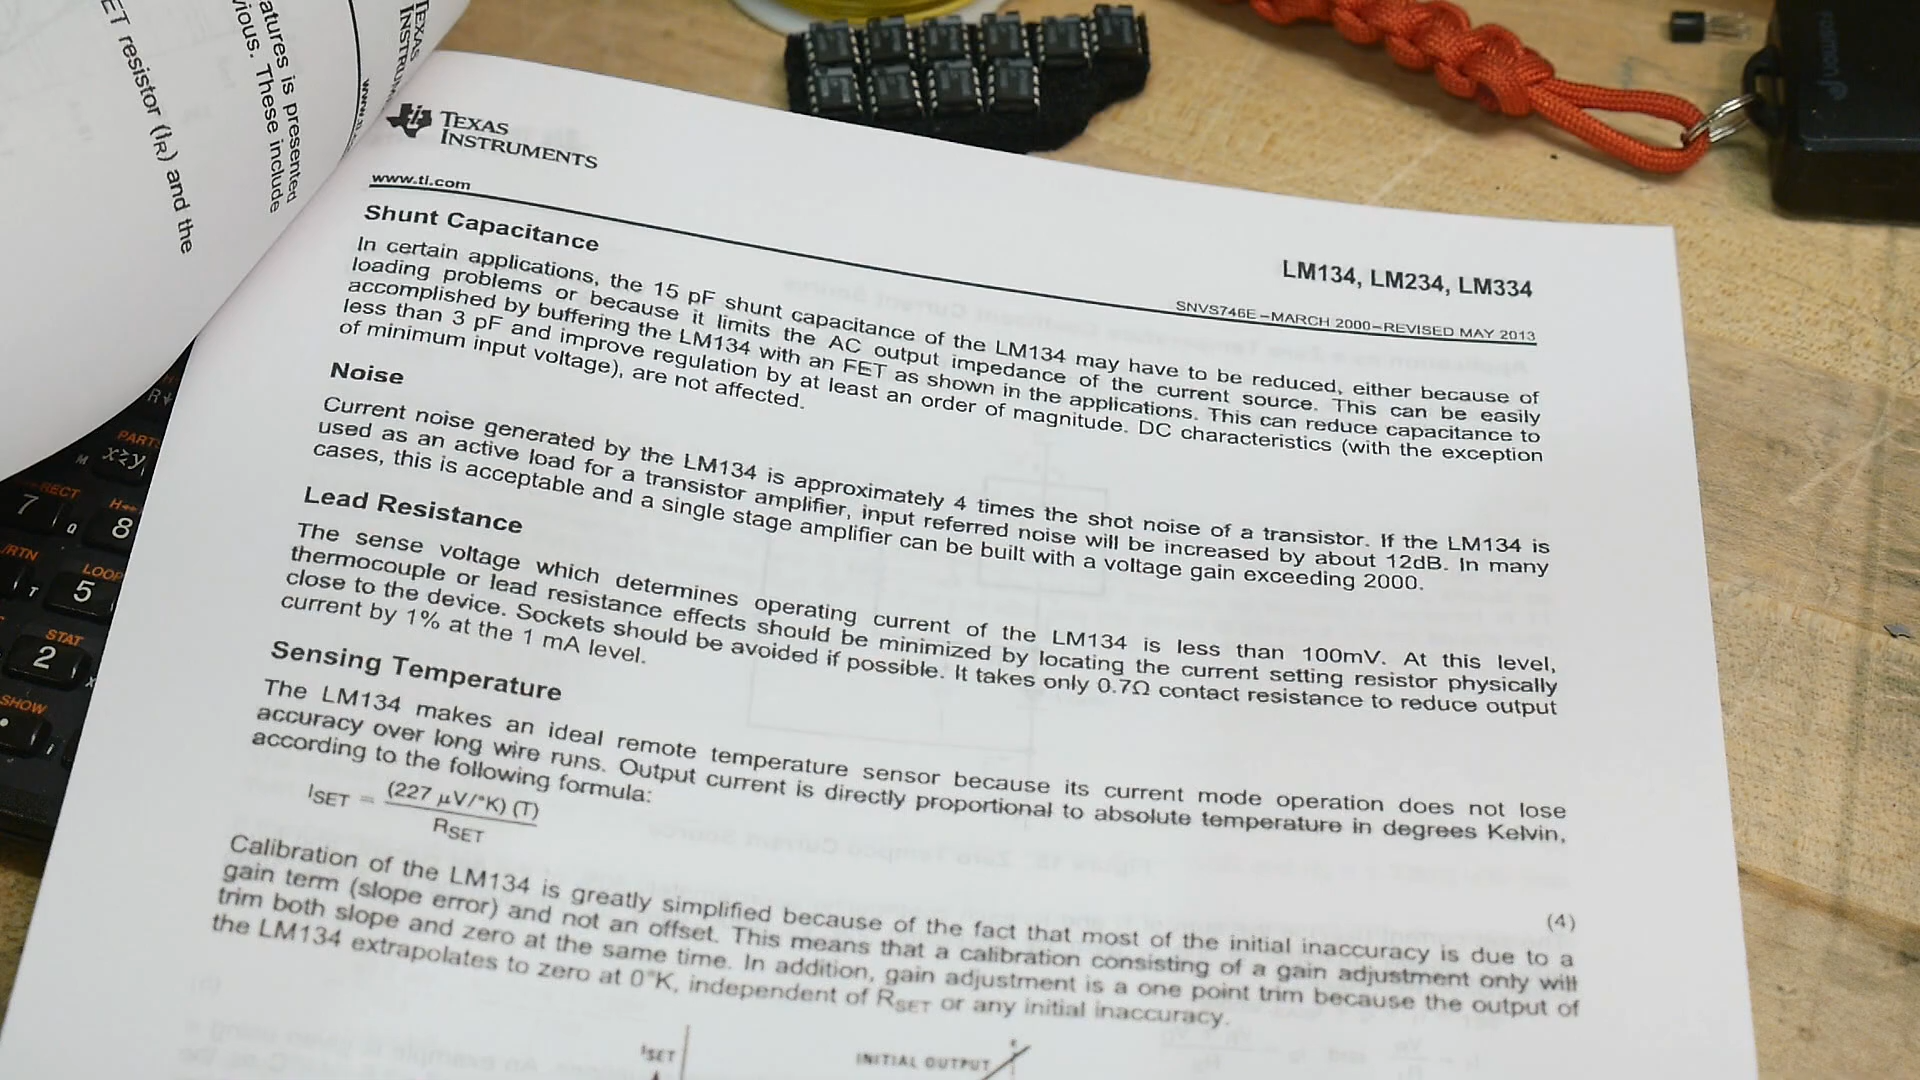 atures is presented
vious. These include
ET resistor (IR) and the
TEXAS
INSTRUM
www.ti.
TEXAS
INSTRUMENTS
www.ti.com
LM134, LM234, LM334
SNVS746E – MARCH 2000 – REVISED MAY 2013
Shunt Capacitance
In certain applications, the 15 pF shunt capacitance of the LM134 may have to be reduced, either because of
loading problems or because it limits the AC output impedance of the current source. This can be easily
accomplished by buffering the LM134 with an FET as shown in the applications. This can reduce capacitance to
less than 3 pF and improve regulation by at least an order of magnitude. DC characteristics (with the exception
of minimum input voltage), are not affected.
Noise
Current noise generated by the LM134 is approximately 4 times the shot noise of a transistor. If the LM134 is
used as an active load for a transistor amplifier, input referred noise will be increased by about 12dB. In many
cases, this is acceptable and a single stage amplifier can be built with a voltage gain exceeding 2000.
Lead Resistance
The sense voltage which determines operating current of the LM134 is less than 100mV. At this level,
thermocouple or lead resistance effects should be minimized by locating the current setting resistor physically
close to the device. Sockets should be avoided if possible. It takes only 0.7Ω contact resistance to reduce output
current by 1% at the 1 mA level.
Sensing Temperature
The LM134 makes an ideal remote temperature sensor because its current mode operation does not lose
accuracy over long wire runs. Output current is directly proportional to absolute temperature in degrees Kelvin,
according to the following formula:
ISET = (227 μV/°K) (T)
RSET
(4)
Calibration of the LM134 is greatly simplified because of the fact that most of the initial inaccuracy is due to a
gain term (slope error) and not an offset. This means that a calibration consisting of a gain adjustment only will
trim both slope and zero at the same time. In addition, gain adjustment is a one point trim because the output of
the LM134 extrapolates to zero at 0°K, independent of RSET or any initial inaccuracy.
ISET
INITIAL OUTPUT
R↓
PARTS
M x≷y
RECT H
7 Q 8
/RTN LOOP
T 5
STAT
2 X
SHOW